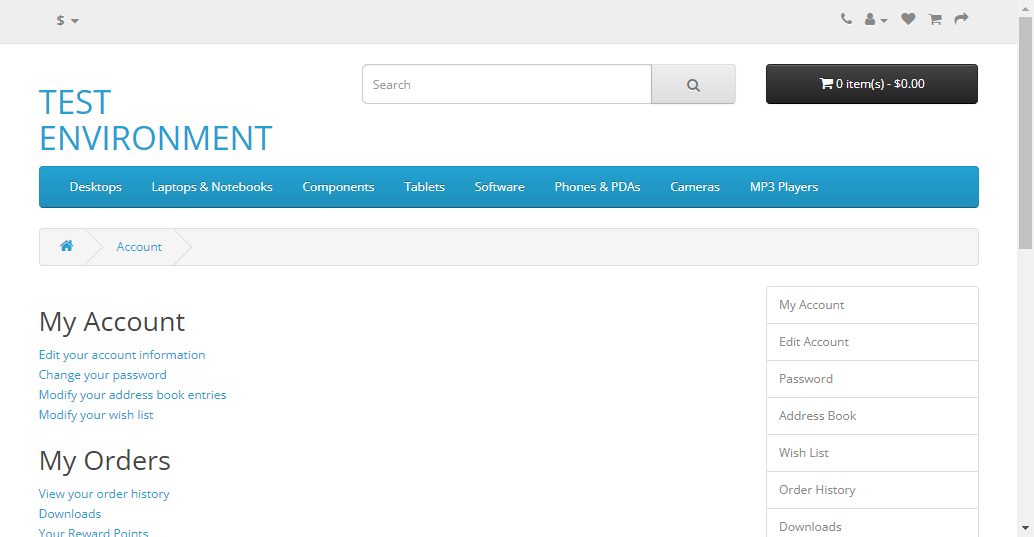 $
Search
0 item(s) - $0.00
TEST
ENVIRONMENT
Desktops Laptops & Notebooks Components Tablets Software Phones & PDAs Cameras MP3 Players
Account
My Account
Edit your account information
Change your password
Modify your address book entries
Modify your wish list
My Orders
View your order history
Downloads
Your Reward Points
My Account
Edit Account
Password
Address Book
Wish List
Order History
Downloads